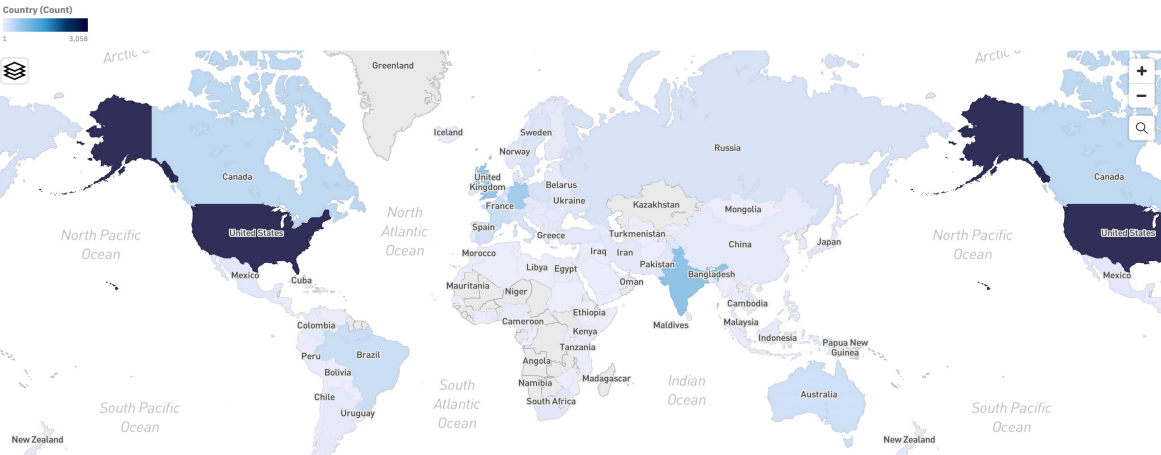 Country (Count)
1
3,058
Arctic
Greenland
Iceland
Sweden
Norway
Russia
Canada
United
Kingdom
Belarus
Ukraine
France
Kazakhstan
Mongolia
North
Atlantic
Ocean
North Pacific
Ocean
United States
Spain
Greece
Turkmenistan
China
Japan
Morocco
Iraq
Iran
Pakistan
Bangladesh
Mexico
Cuba
Libya
Egypt
Oman
Mauritania
Niger
Cambodia
Ethiopia
Cameroon
Maldives
Malaysia
Colombia
Kenya
Indonesia
Papua New
Guinea
Tanzania
Peru
Brazil
Angola
Bolivia
Madagascar
Namibia
Indian
Ocean
South
Atlantic
Ocean
Chile
South Africa
Australia
South Pacific
Ocean
Uruguay
New Zealand
Arctic
Canada
North Pacific
Ocean
United States
Mexico
South Pacific
Ocean
New Zealand
+
−